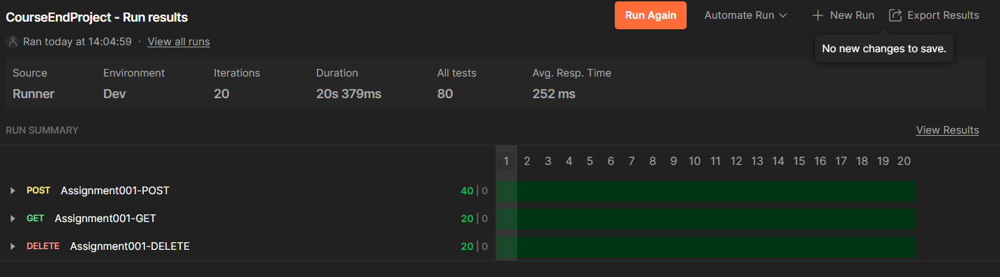 CourseEndProject - Run results
Run Again
Automate Run
New Run
Export Results
Ran today at 14:04:59 · View all runs
No new changes to save.
Source Environment Iterations Duration All tests Avg. Resp. Time
Runner Dev 20 20s 379ms 80 252 ms
RUN SUMMARY
View Results
1 2 3 4 5 6 7 8 9 10 11 12 13 14 15 16 17 18 19 20
POST Assignment001-POST 40 | 0
GET Assignment001-GET 20 | 0
DELETE Assignment001-DELETE 20 | 0